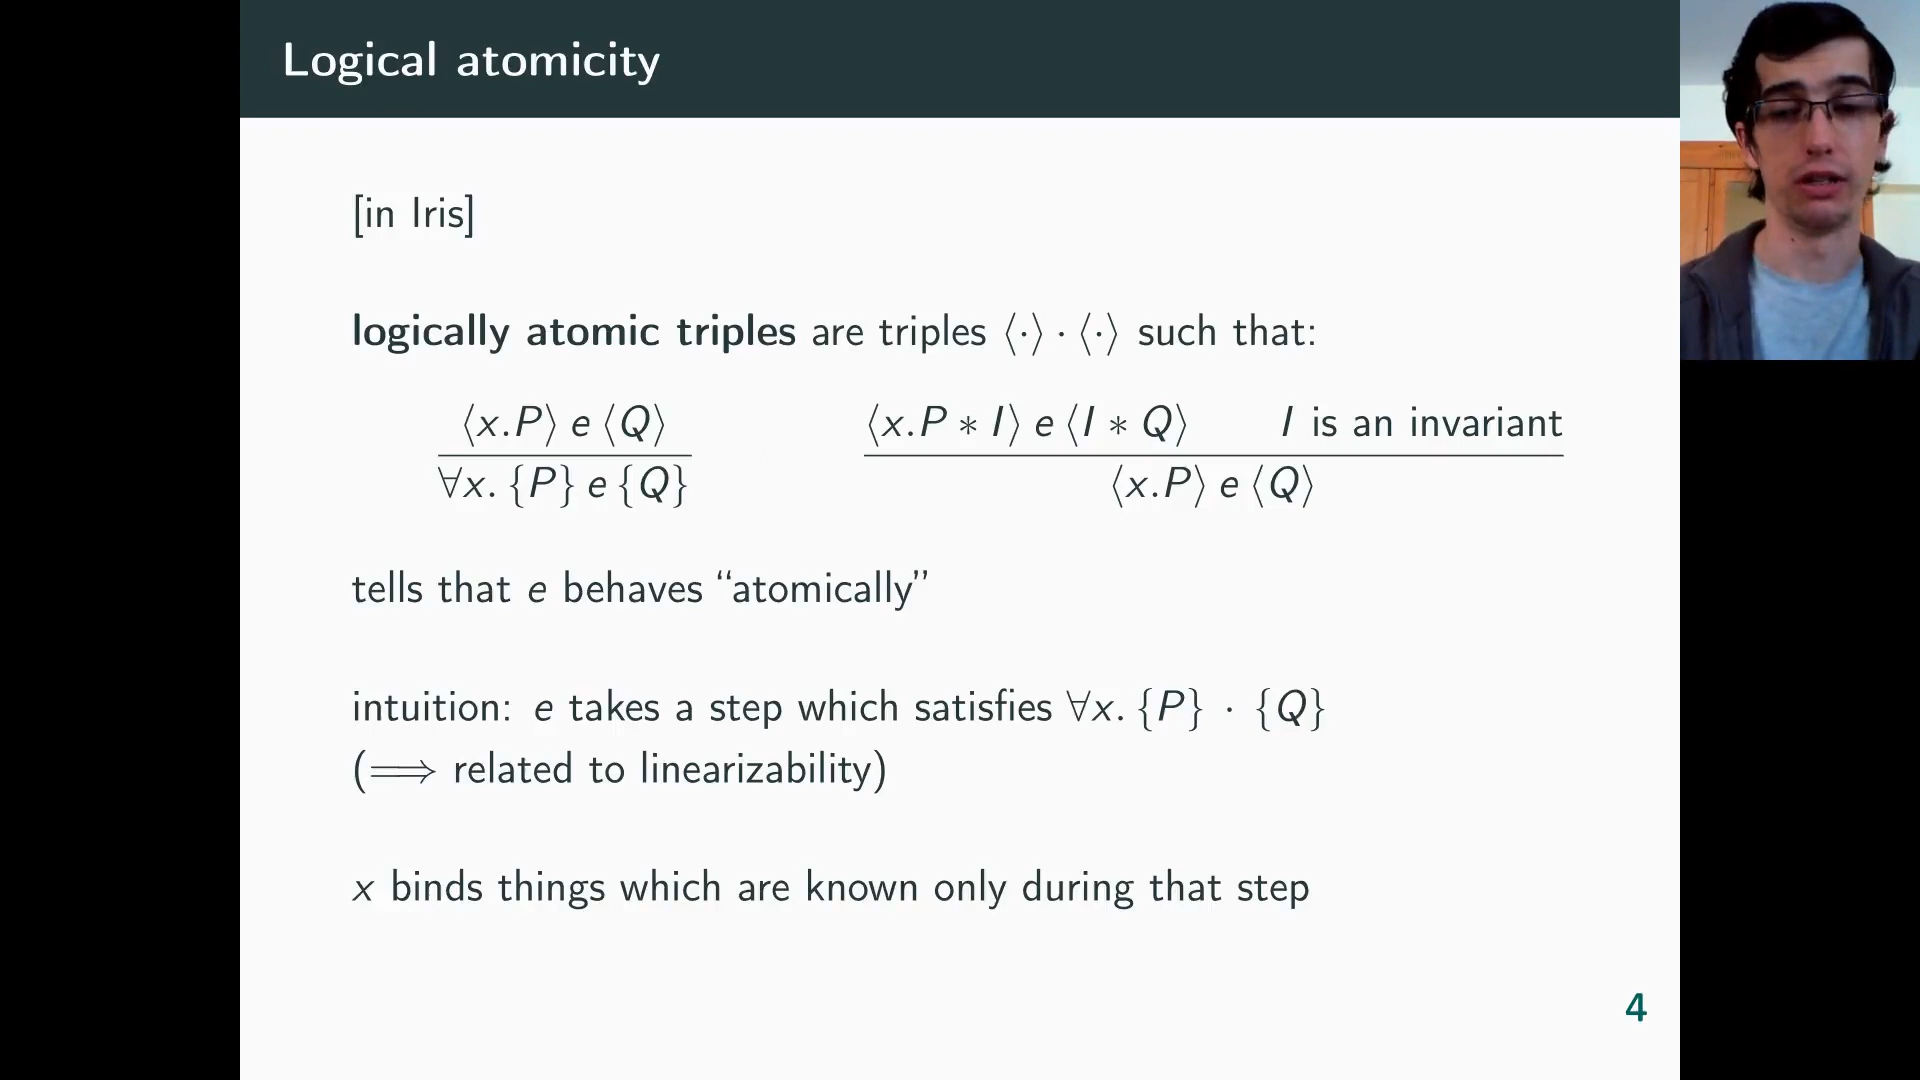 Logical atomicity
[in Iris]
logically atomic triples are triples ⟨·⟩ · ⟨·⟩ such that:
⟨x.P⟩ e ⟨Q⟩
∀x. {P} e {Q}
⟨x.P ∗ I⟩ e ⟨I ∗ Q⟩ I is an invariant
⟨x.P⟩ e ⟨Q⟩
tells that e behaves “atomically”
intuition: e takes a step which satisfies ∀x. {P} · {Q}
(⟹ related to linearizability)
x binds things which are known only during that step
4